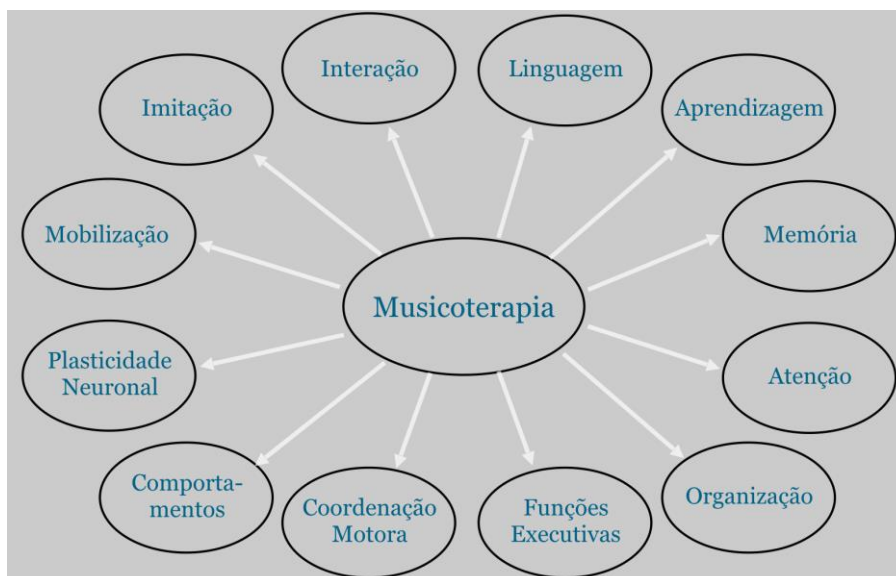 Interação
Linguagem
Imitação
Aprendizagem
Mobilização
Memória
Musicoterapia
Plasticidade
Neuronal
Atenção
Comporta-
mentos
Coordenação
Motora
Funções
Executivas
Organização